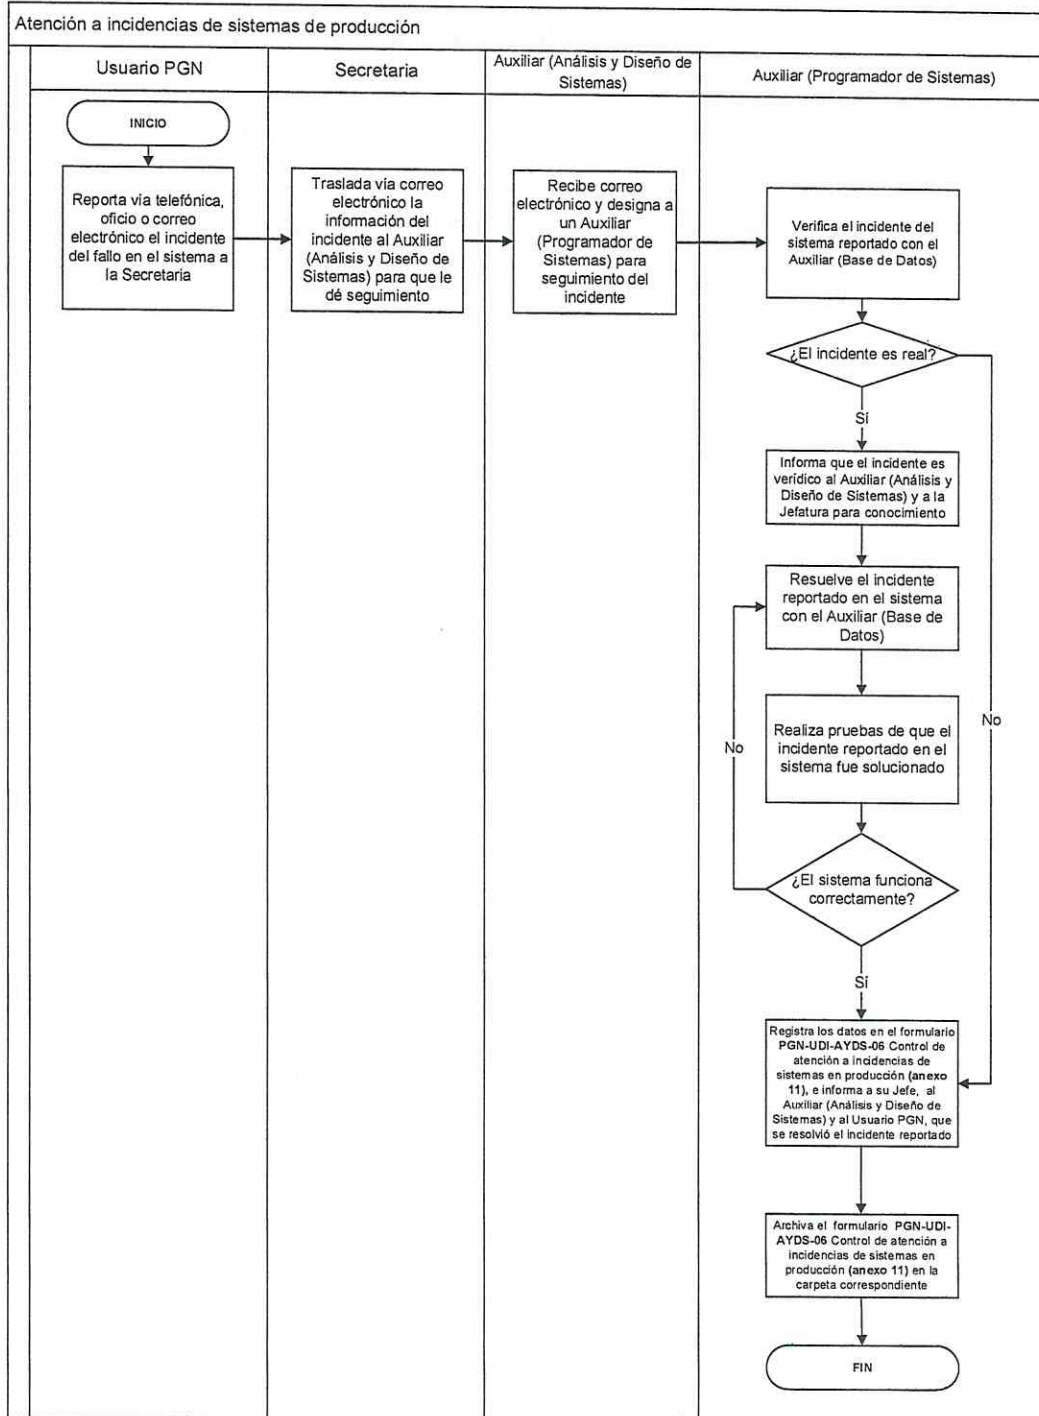 Atención a incidencias de sistemas de producción
Usuario PGN
Secretaria
Auxiliar (Análisis y Diseño de
Sistemas)
Auxiliar (Programador de Sistemas)
INICIO
Reporta vía telefónica,
oficio o correo
electrónico el incidente
del fallo en el sistema a
la Secretaria
Traslada vía correo
electrónico la
información del
incidente al Auxiliar
(Análisis y Diseño de
Sistemas) para que le
dé seguimiento
Recibe correo
electrónico y designa a
un Auxiliar
(Programador de
Sistemas) para
seguimiento del
incidente
Verifica el incidente del
sistema reportado con el
Auxiliar (Base de Datos)
¿El incidente es real?
Sí
Informa que el incidente es
verídico al Auxiliar (Análisis y
Diseño de Sistemas) y a la
Jefatura para conocimiento
Resuelve el incidente
reportado en el sistema
con el Auxiliar (Base de
Datos)
Realiza pruebas de que el
incidente reportado en el
sistema fue solucionado
No
No
¿El sistema funciona
correctamente?
Sí
Registra los datos en el formulario
PGN-UDI-AYDS-06 Control de
atención a incidencias de
sistemas en producción (anexo
11), e informa a su Jefe, al
Auxiliar (Análisis y Diseño de
Sistemas) y al Usuario PGN, que
se resolvió el incidente reportado
Archiva el formulario PGN-UDI-
AYDS-06 Control de atención a
incidencias de sistemas en
producción (anexo 11) en la
carpeta correspondiente
FIN